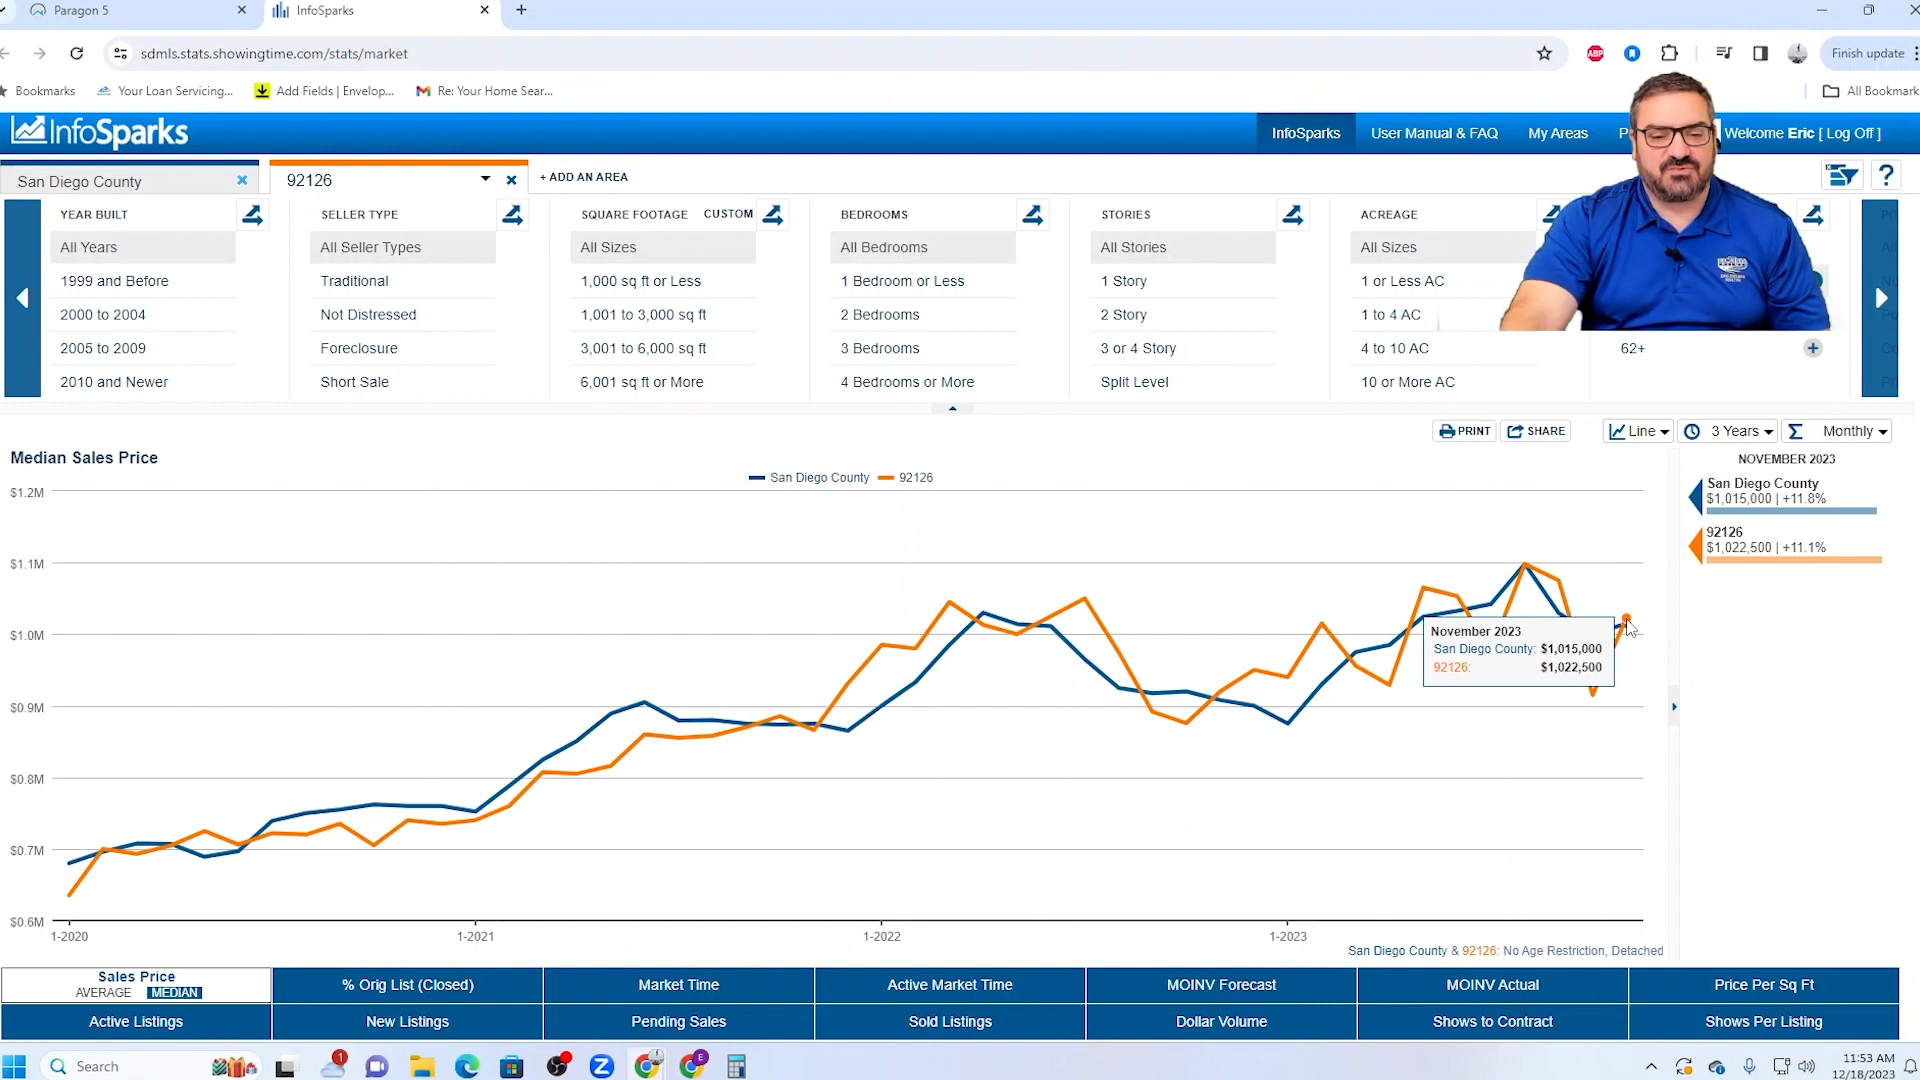 Paragon 5
InfoSparks
sdmls.stats.showingtime.com/stats/market
ABP
Finish update
Bookmarks
Your Loan Servicing...
Add Fields | Envelop...
Re: Your Home Sear...
All Bookmark
InfoSparks
InfoSparks
User Manual & FAQ
My Areas
Welcome Eric [ Log Off ]
San Diego County
92126
+ ADD AN AREA
?
YEAR BUILT
All Years
1999 and Before
2000 to 2004
2005 to 2009
2010 and Newer
SELLER TYPE
All Seller Types
Traditional
Not Distressed
Foreclosure
Short Sale
SQUARE FOOTAGE
CUSTOM
All Sizes
1,000 sq ft or Less
1,001 to 3,000 sq ft
3,001 to 6,000 sq ft
6,001 sq ft or More
BEDROOMS
All Bedrooms
1 Bedroom or Less
2 Bedrooms
3 Bedrooms
4 Bedrooms or More
STORIES
All Stories
1 Story
2 Story
3 or 4 Story
Split Level
ACREAGE
All Sizes
1 or Less AC
1 to 4 AC
4 to 10 AC
10 or More AC
62+
PRINT
SHARE
Line
3 Years
Σ
Monthly
Median Sales Price
San Diego County
92126
NOVEMBER 2023
San Diego County
$1,015,000 | +11.8%
92126
$1,022,500 | +11.1%
$1.2M
$1.1M
$1.0M
$0.9M
$0.8M
$0.7M
$0.6M
November 2023
San Diego County: $1,015,000
92126: $1,022,500
1-2020
1-2021
1-2022
1-2023
San Diego County & 92126: No Age Restriction, Detached
Sales Price
AVERAGE MEDIAN
% Orig List (Closed)
Market Time
Active Market Time
MOINV Forecast
MOINV Actual
Price Per Sq Ft
Active Listings
New Listings
Pending Sales
Sold Listings
Dollar Volume
Shows to Contract
Shows Per Listing
Search
1
E
11:53 AM
12/18/2023